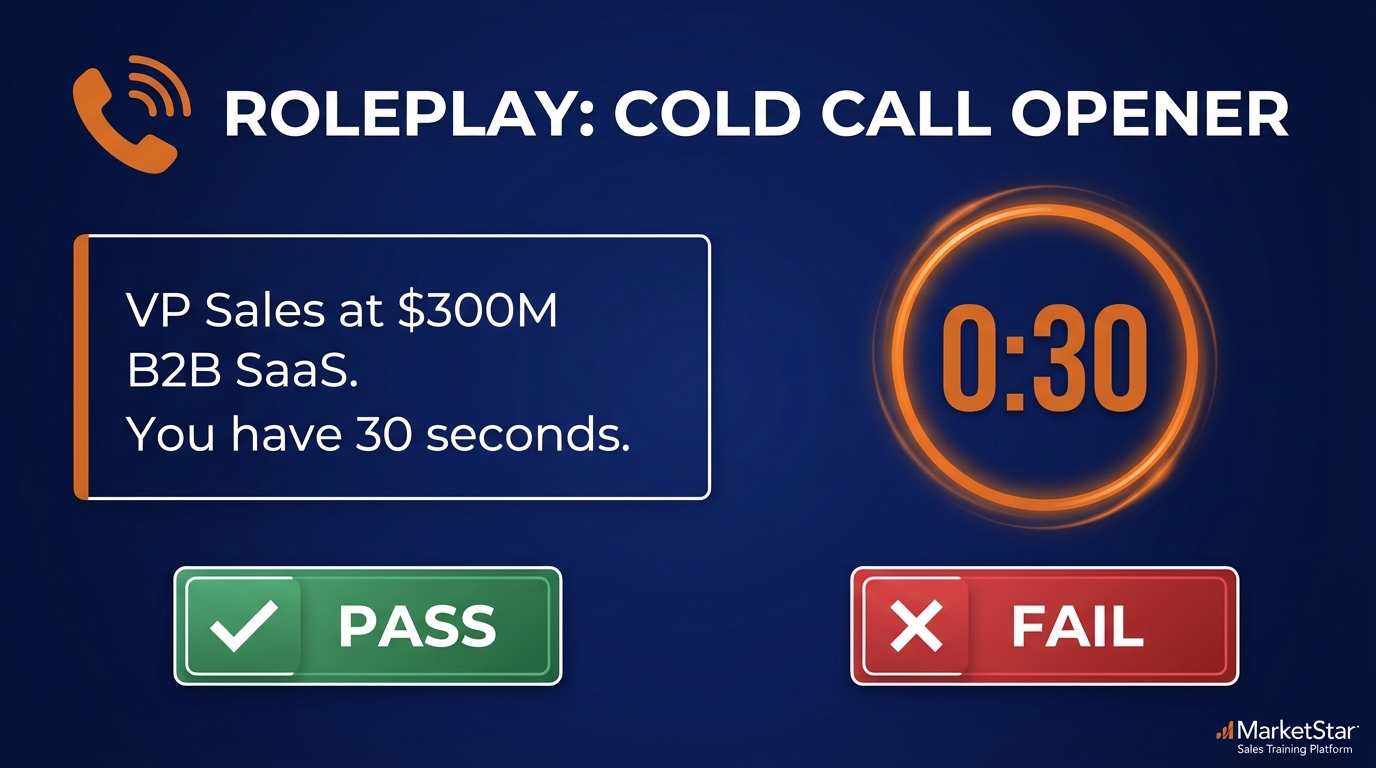 ROLEPLAY: COLD CALL OPENER
VP Sales at $300M
B2B SaaS.
You have 30 seconds.
0:30
PASS
FAIL
MarketStar
Sales Training Platform